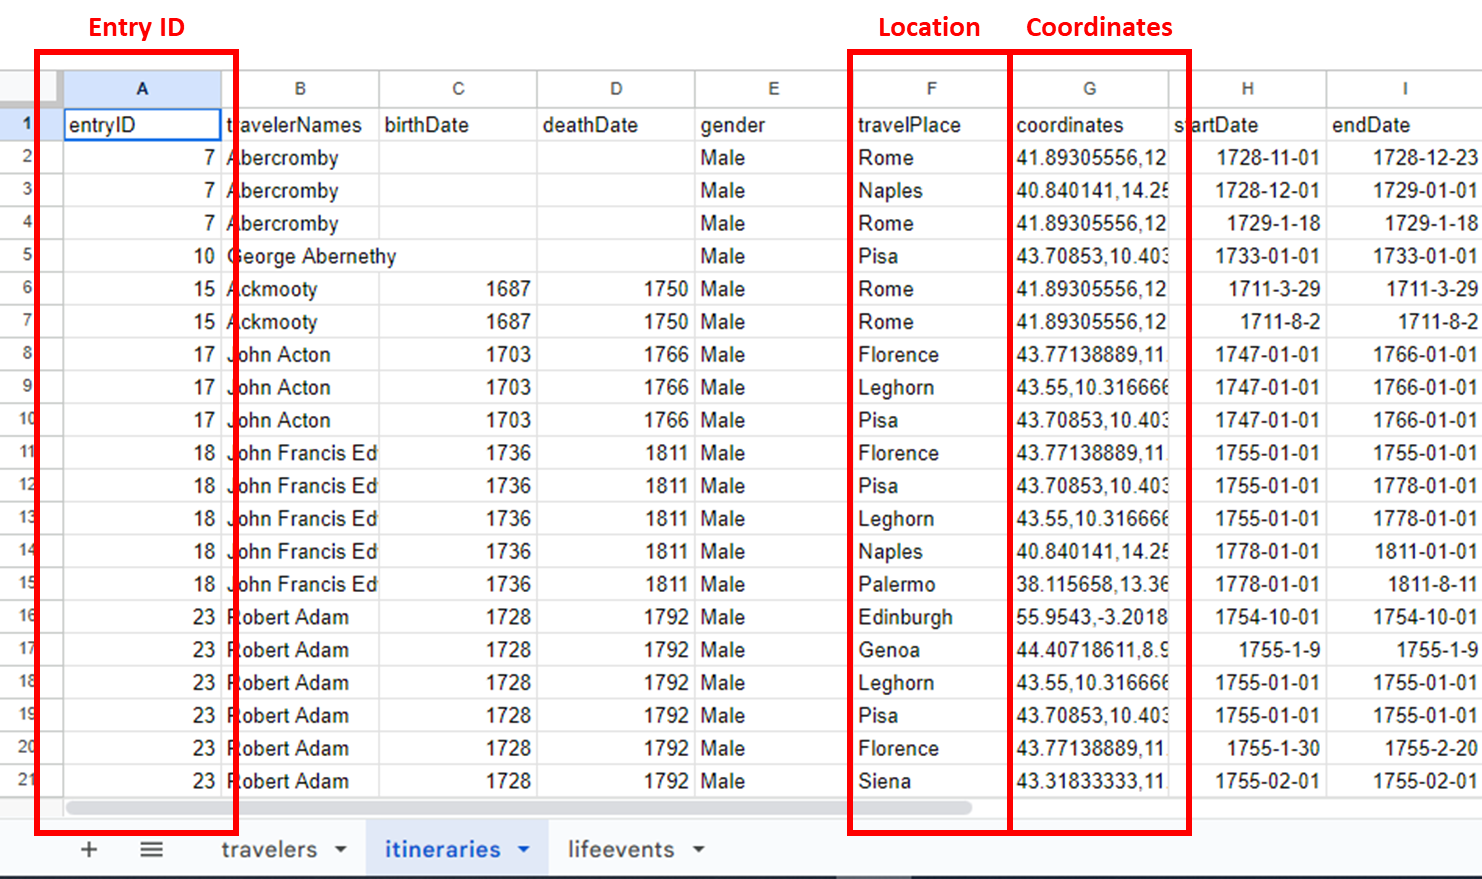 Entry ID Location Coordinates
A B C D E F G H I
1 entryID travelerNames birthDate deathDate gender travelPlace coordinates startDate endDate
2 7 Abercromby Male Rome 41.89305556,12 1728-11-01 1728-12-23
3 7 Abercromby Male Naples 40.840141,14.25 1728-12-01 1729-01-01
4 7 Abercromby Male Rome 41.89305556,12 1729-1-18 1729-1-18
5 10 George Abernethy Male Pisa 43.70853,10.403 1733-01-01 1733-01-01
6 15 Ackmooty 1687 1750 Male Rome 41.89305556,12 1711-3-29 1711-3-29
7 15 Ackmooty 1687 1750 Male Rome 41.89305556,12 1711-8-2 1711-8-2
8 17 John Acton 1703 1766 Male Florence 43.77138889,11. 1747-01-01 1766-01-01
9 17 John Acton 1703 1766 Male Leghorn 43.55,10.316666 1747-01-01 1766-01-01
10 17 John Acton 1703 1766 Male Pisa 43.70853,10.403 1747-01-01 1766-01-01
11 18 John Francis Ed 1736 1811 Male Florence 43.77138889,11. 1755-01-01 1755-01-01
12 18 John Francis Ed 1736 1811 Male Pisa 43.70853,10.403 1755-01-01 1778-01-01
13 18 John Francis Ed 1736 1811 Male Leghorn 43.55,10.316666 1755-01-01 1778-01-01
14 18 John Francis Ed 1736 1811 Male Naples 40.840141,14.25 1778-01-01 1811-01-01
15 18 John Francis Ed 1736 1811 Male Palermo 38.115658,13.36 1778-01-01 1811-8-11
16 23 Robert Adam 1728 1792 Male Edinburgh 55.9543,-3.2018 1754-10-01 1754-10-01
17 23 Robert Adam 1728 1792 Male Genoa 44.40718611,8.9 1755-1-9 1755-1-9
18 23 Robert Adam 1728 1792 Male Leghorn 43.55,10.316666 1755-01-01 1755-01-01
19 23 Robert Adam 1728 1792 Male Pisa 43.70853,10.403 1755-01-01 1755-01-01
20 23 Robert Adam 1728 1792 Male Florence 43.77138889,11. 1755-1-30 1755-2-20
21 23 Robert Adam 1728 1792 Male Siena 43.31833333,11. 1755-02-01 1755-02-01
travelers itineraries lifeevents